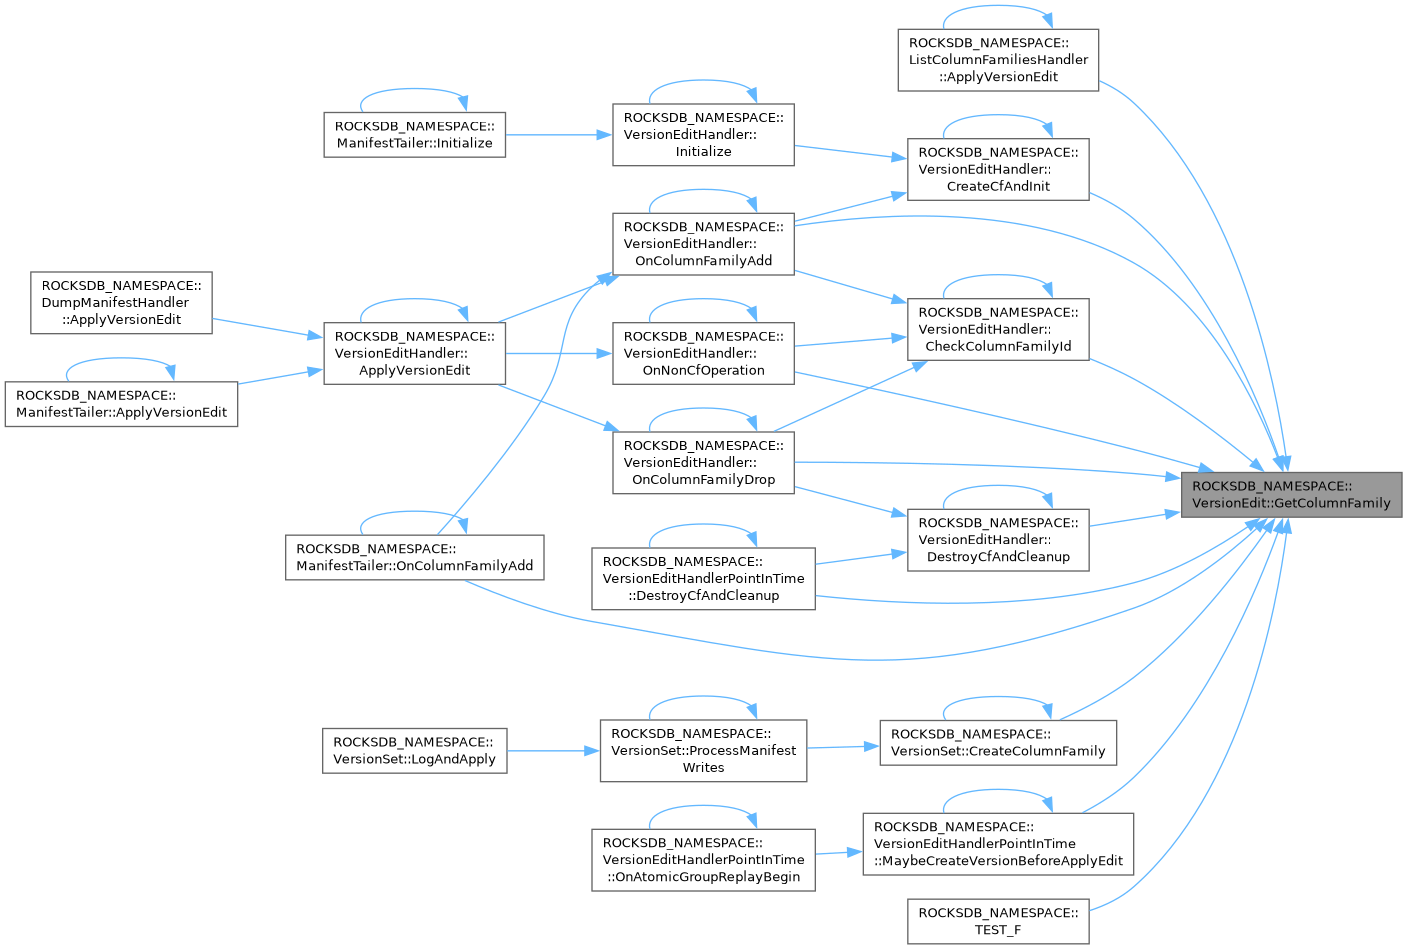 ROCKSDB_NAMESPACE::
ListColumnFamiliesHandler
::ApplyVersionEdit
ROCKSDB_NAMESPACE::
ManifestTailer::Initialize
ROCKSDB_NAMESPACE::
VersionEditHandler::
Initialize
ROCKSDB_NAMESPACE::
VersionEditHandler::
CreateCfAndInit
ROCKSDB_NAMESPACE::
VersionEditHandler::
OnColumnFamilyAdd
ROCKSDB_NAMESPACE::
DumpManifestHandler
::ApplyVersionEdit
ROCKSDB_NAMESPACE::
ManifestTailer::ApplyVersionEdit
ROCKSDB_NAMESPACE::
VersionEditHandler::
ApplyVersionEdit
ROCKSDB_NAMESPACE::
VersionEditHandler::
OnNonCfOperation
ROCKSDB_NAMESPACE::
VersionEditHandler::
CheckColumnFamilyId
ROCKSDB_NAMESPACE::
VersionEditHandler::
OnColumnFamilyDrop
ROCKSDB_NAMESPACE::
VersionEdit::GetColumnFamily
ROCKSDB_NAMESPACE::
ManifestTailer::OnColumnFamilyAdd
ROCKSDB_NAMESPACE::
VersionEditHandlerPointInTime
::DestroyCfAndCleanup
ROCKSDB_NAMESPACE::
VersionEditHandler::
DestroyCfAndCleanup
ROCKSDB_NAMESPACE::
VersionSet::LogAndApply
ROCKSDB_NAMESPACE::
VersionSet::ProcessManifest
Writes
ROCKSDB_NAMESPACE::
VersionSet::CreateColumnFamily
ROCKSDB_NAMESPACE::
VersionEditHandlerPointInTime
::OnAtomicGroupReplayBegin
ROCKSDB_NAMESPACE::
VersionEditHandlerPointInTime
::MaybeCreateVersionBeforeApplyEdit
ROCKSDB_NAMESPACE::
TEST_F